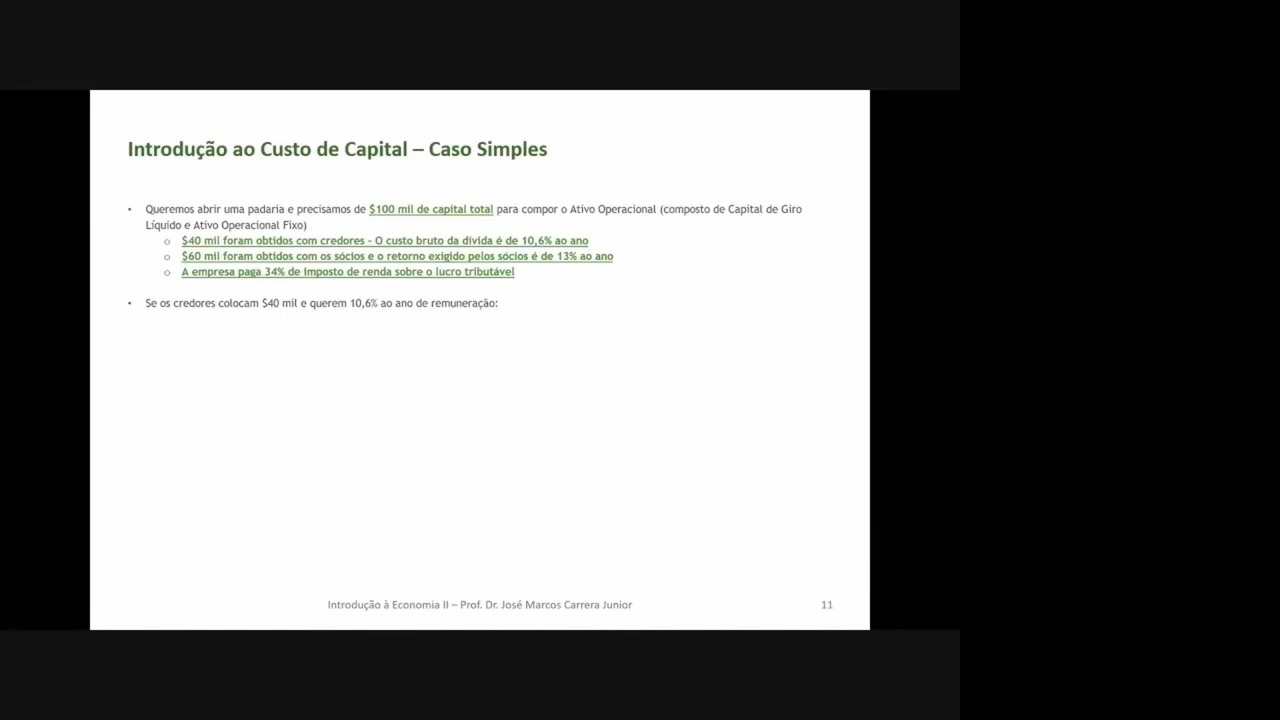 Introdução ao Custo de Capital – Caso Simples
• Queremos abrir uma padaria e precisamos de $100 mil de capital total para compor o Ativo Operacional (composto de Capital de Giro
Líquido e Ativo Operacional Fixo)
o $40 mil foram obtidos com credores - O custo bruto da dívida é de 10,6% ao ano
o $60 mil foram obtidos com os sócios e o retorno exigido pelos sócios é de 13% ao ano
o A empresa paga 34% de imposto de renda sobre o lucro tributável
• Se os credores colocam $40 mil e querem 10,6% ao ano de remuneração:
Introdução à Economia II – Prof. Dr. José Marcos Carrera Junior
11